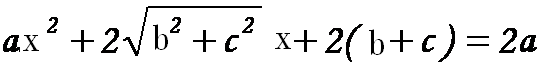 ax² + 2√(b² + c²) x + 2(b + c) = 2a